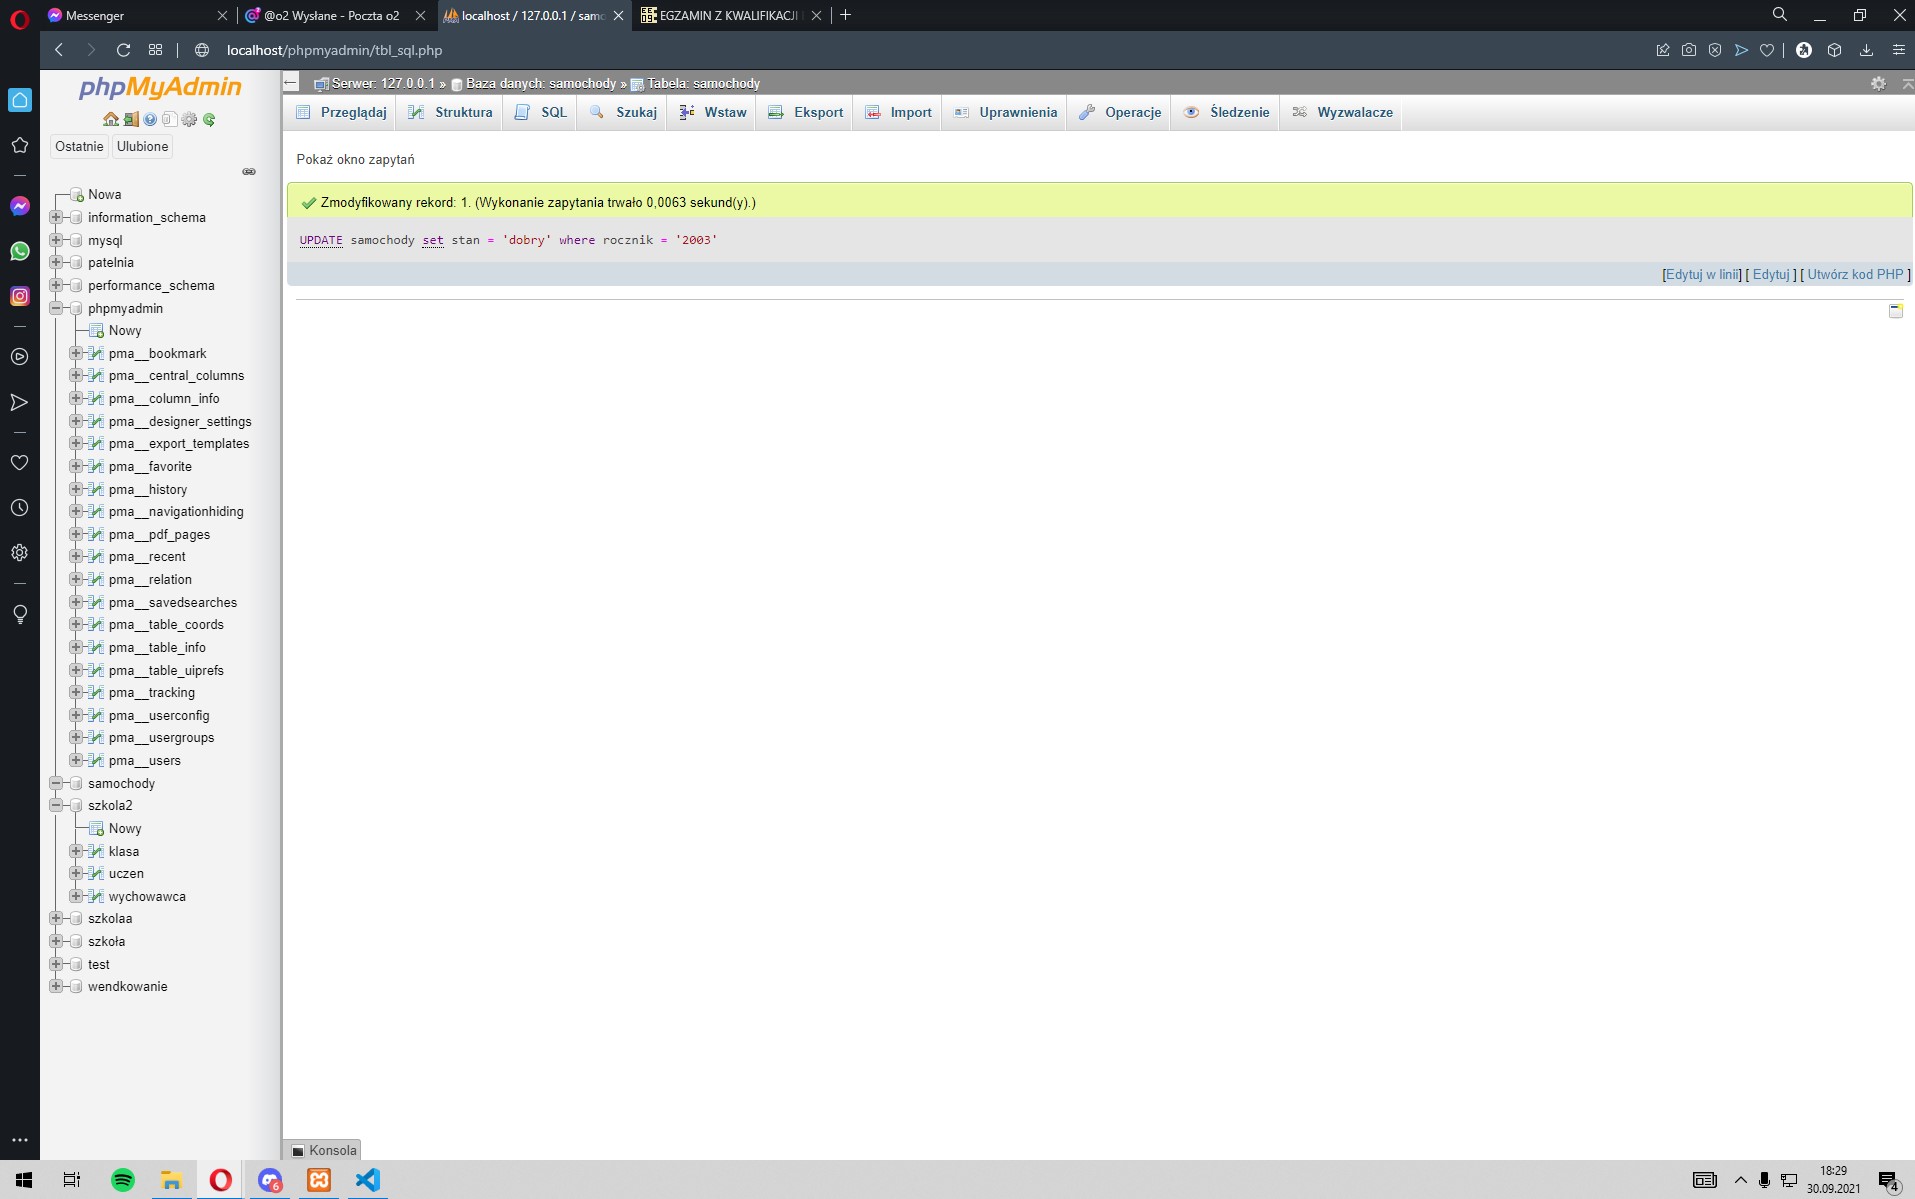 Messenger
@o2 Wysłane - Poczta o2
localhost / 127.0.0.1 / samo
EGZAMIN Z KWALIFIKACJI
localhost/phpmyadmin/tbl_sql.php
phpMyAdmin
Ostatnie
Ulubione
Nowa
information_schema
mysql
patelnia
performance_schema
phpmyadmin
Nowy
pma__bookmark
pma__central_columns
pma__column_info
pma__designer_settings
pma__export_templates
pma__favorite
pma__history
pma__navigationhiding
pma__pdf_pages
pma__recent
pma__relation
pma__savedsearches
pma__table_coords
pma__table_info
pma__table_uiprefs
pma__tracking
pma__userconfig
pma__usergroups
pma__users
samochody
szkola2
Nowy
klasa
uczen
wychowawca
szkolaa
szkoła
test
wendkowanie
Serwer: 127.0.0.1 » Baza danych: samochody » Tabela: samochody
Przeglądaj Struktura SQL Szukaj Wstaw Eksport Import Uprawnienia Operacje Śledzenie Wyzwalacze
Pokaż okno zapytań
Zmodyfikowany rekord: 1. (Wykonanie zapytania trwało 0,0063 sekund(y).)
UPDATE samochody set stan = 'dobry' where rocznik = '2003'
[Edytuj w linii] [ Edytuj ] [ Utwórz kod PHP ]
Konsola
6
18:29
30.09.2021
4